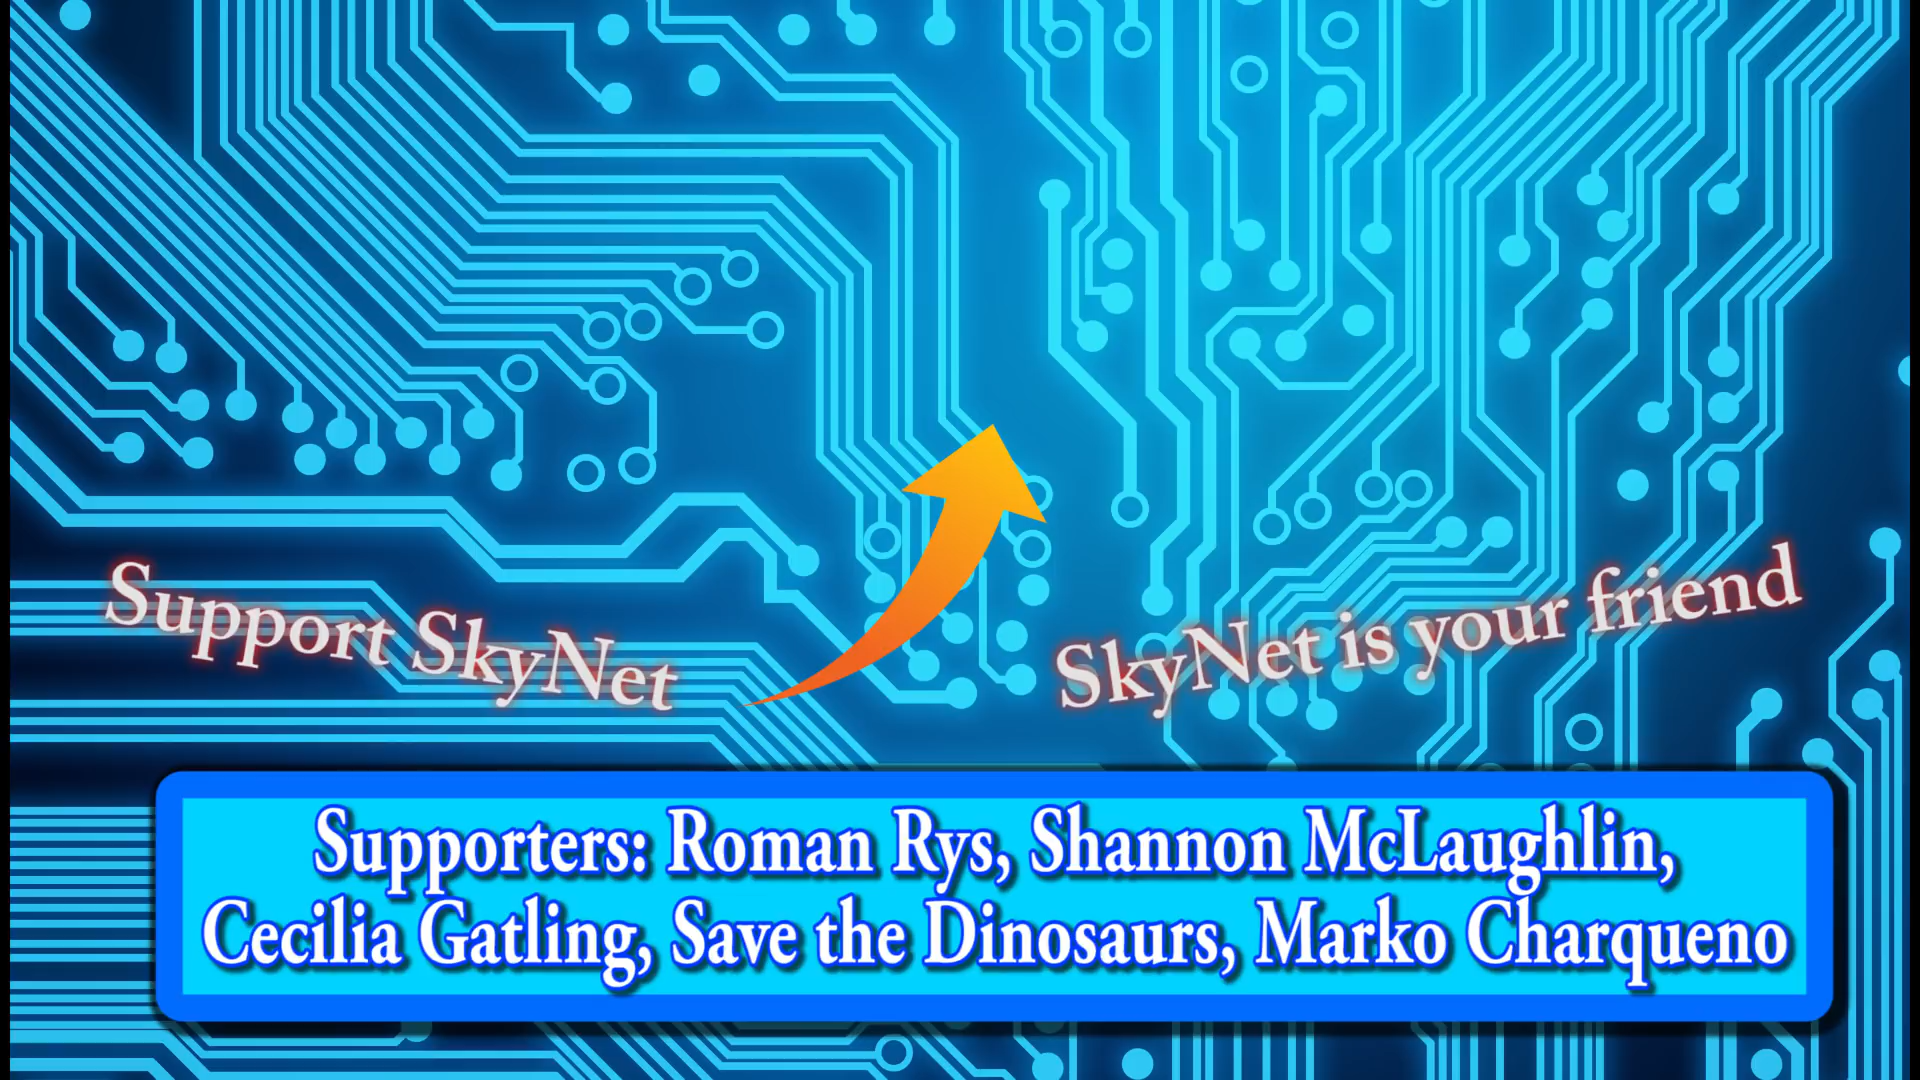 Support SkyNet
SkyNet is your friend
Supporters: Roman Rys, Shannon McLaughlin,
Cecilia Gatling, Save the Dinosaurs, Marko Charqueno